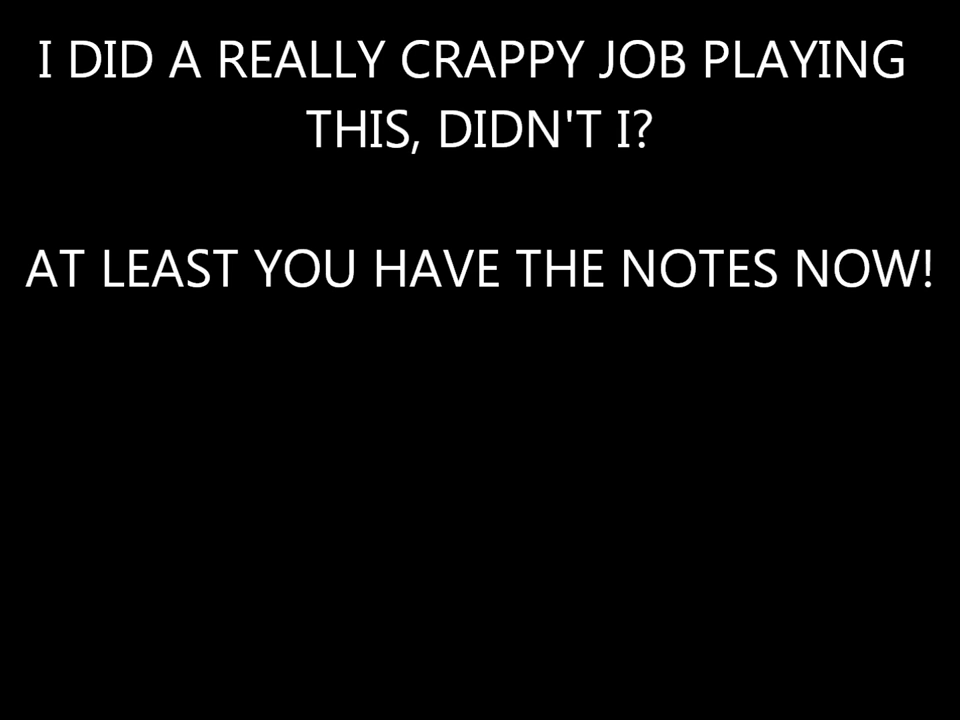 I DID A REALLY CRAPPY JOB PLAYING
THIS, DIDN'T I?
AT LEAST YOU HAVE THE NOTES NOW!